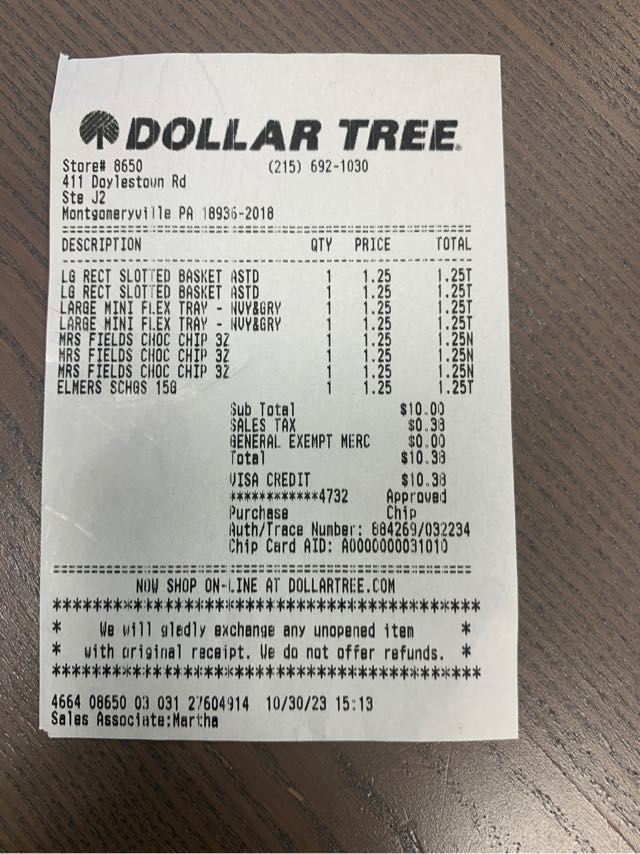 DOLLAR TREE.
Store# 8650 (215) 692-1030
411 Doylestown Rd
Ste J2
Montgomeryville PA 18936-2018
================================================
DESCRIPTION QTY PRICE TOTAL
================================================
LG RECT SLOTTED BASKET ASTD 1 1.25 1.25T
LG RECT SLOTTED BASKET ASTD 1 1.25 1.25T
LARGE MINI FLEX TRAY - NVY&GRY 1 1.25 1.25T
LARGE MINI FLEX TRAY - NVY&GRY 1 1.25 1.25T
MRS FIELDS CHOC CHIP 3Z 1 1.25 1.25N
MRS FIELDS CHOC CHIP 3Z 1 1.25 1.25N
MRS FIELDS CHOC CHIP 3Z 1 1.25 1.25N
ELMERS SCHGS 15G 1 1.25 1.25T
Sub Total $10.00
SALES TAX $0.38
GENERAL EXEMPT MERC $0.00
Total $10.38
VISA CREDIT $10.38
************4732 Approved
Purchase Chip
Auth/Trace Number: 884269/032234
Chip Card AID: A0000000031010
================================================
NOW SHOP ON-LINE AT DOLLARTREE.COM
************************************************
* We will gladly exchange any unopened item *
* with original receipt. We do not offer refunds. *
************************************************
4664 08650 03 031 27604914 10/30/23 15:13
Sales Associate:Martha